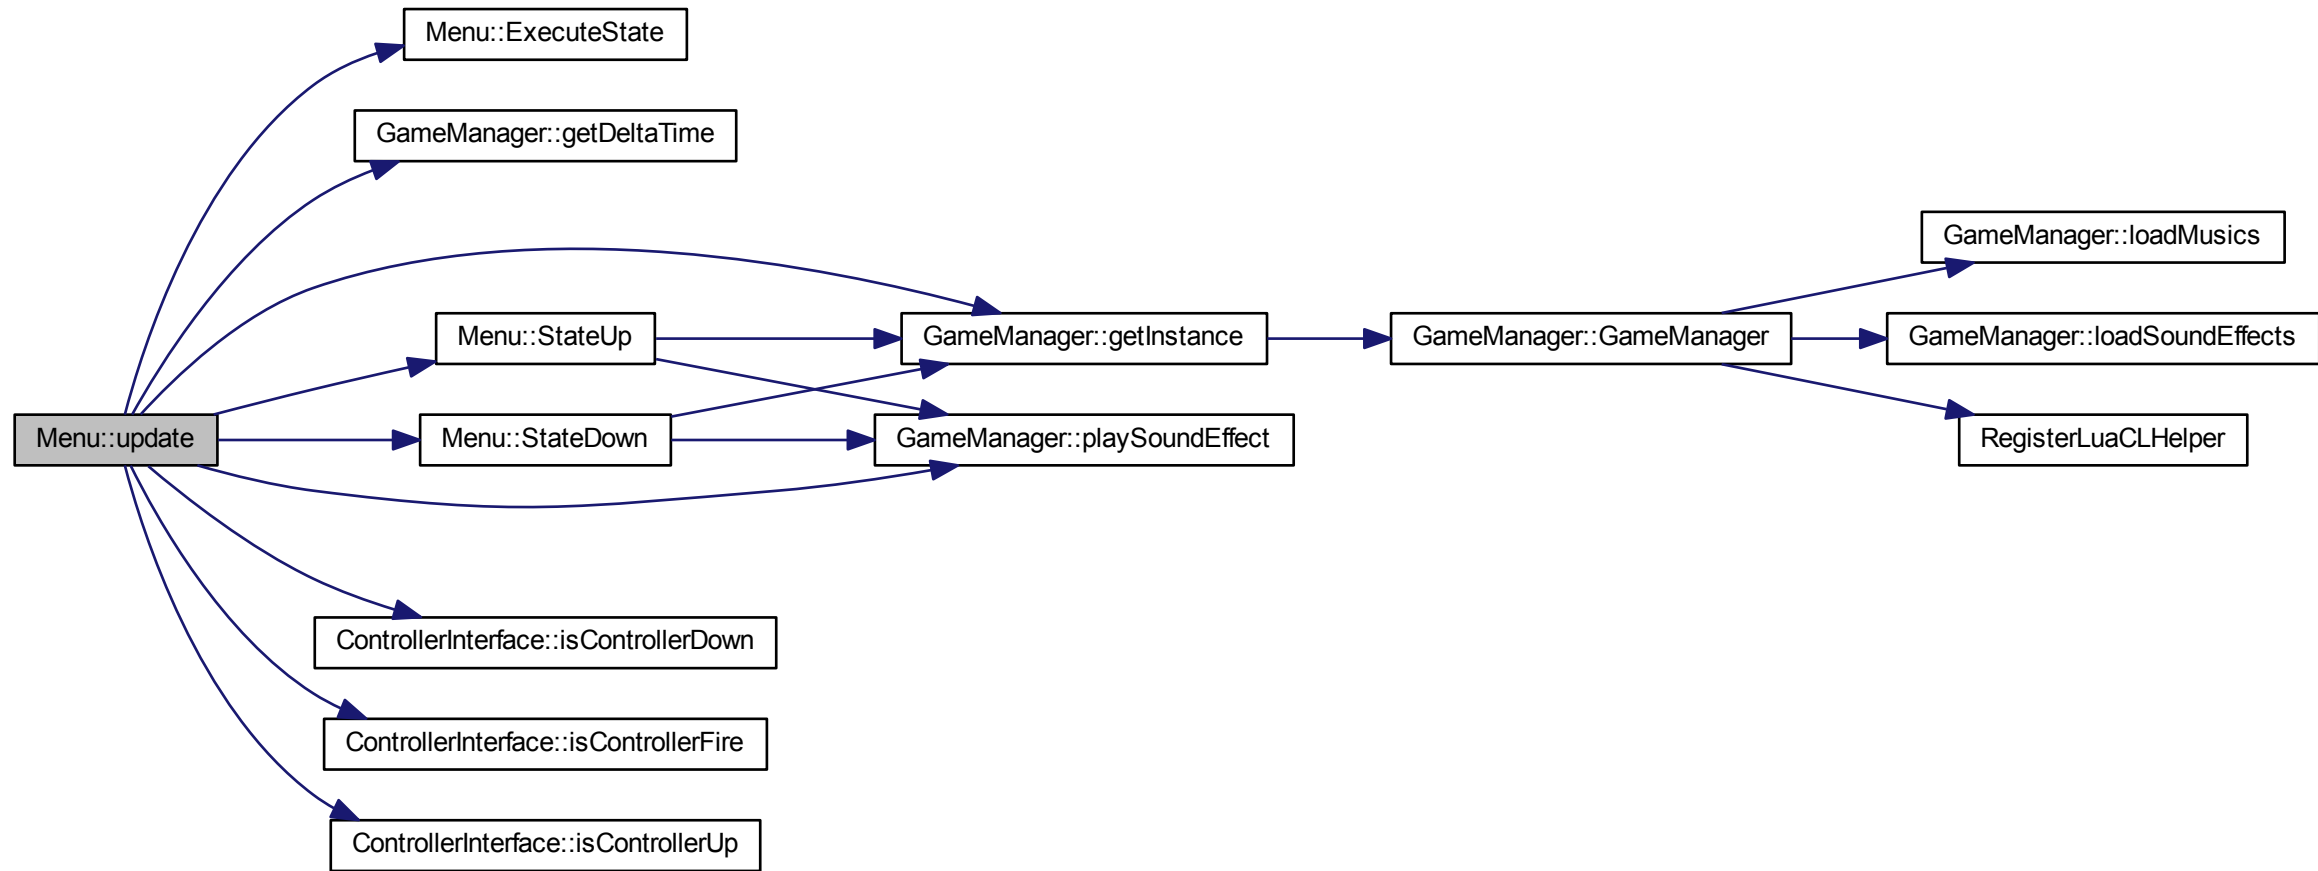 Menu::ExecuteState
GameManager::getDeltaTime
GameManager::loadMusics
Menu::StateUp
GameManager::getInstance
GameManager::GameManager
GameManager::loadSoundEffects
Menu::update
Menu::StateDown
GameManager::playSoundEffect
RegisterLuaCLHelper
ControllerInterface::isControllerDown
ControllerInterface::isControllerFire
ControllerInterface::isControllerUp